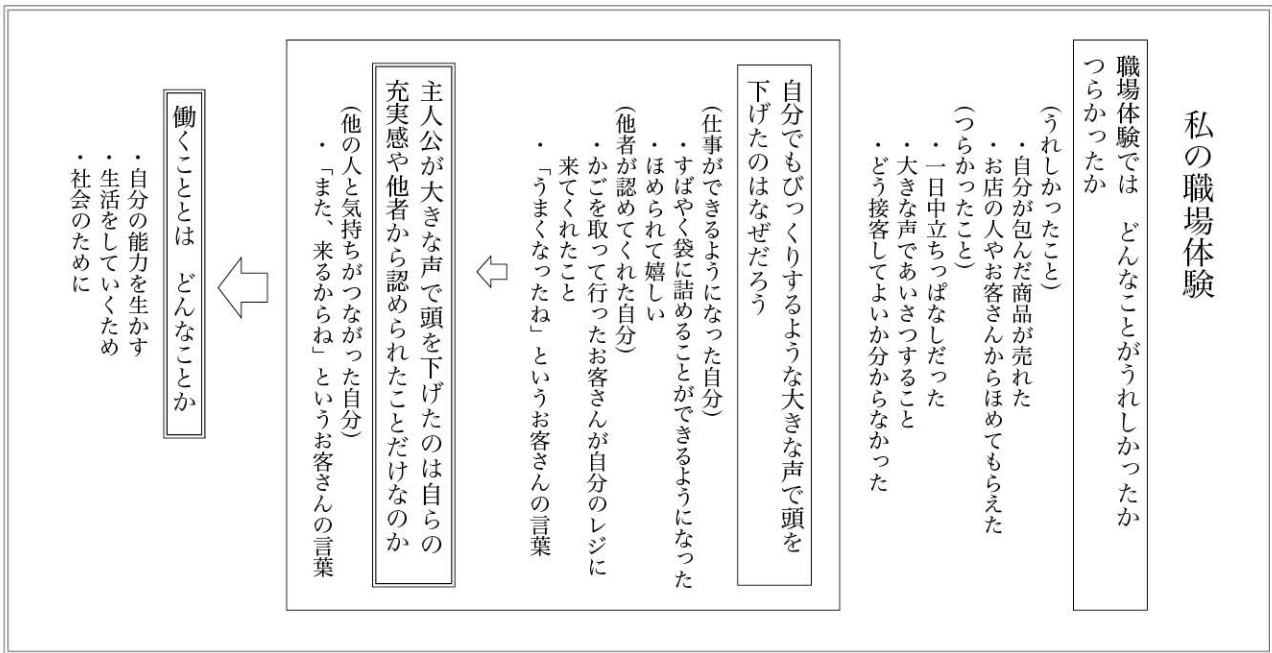 私の職場体験
職場体験では　どんなことがうれしかったか
つらかったか
(うれしかったこと)
・自分が包んだ商品が売れた
・お店の人やお客さんからほめてもらえた
(つらかったこと)
・一日中立ちっぱなしだった
・大きな声であいさつすること
・どう接客してよいか分からなかった
自分でもびっくりするような大きな声で頭を
下げたのはなぜだろう
(仕事ができるようになった自分)
・すばやく袋に詰めることができるようになった
・ほめられて嬉しい
(他者が認めてくれた自分)
・かごを取って行ったお客さんが自分のレジに
来てくれたこと
・「うまくなったね」というお客さんの言葉
主人公が大きな声で頭を下げたのは自らの
充実感や他者から認められたことだけなのか
(他の人と気持ちがつながった自分)
・「また、来るからね」というお客さんの言葉
働くこととは　どんなことか
・自分の能力を生かす
・生活をしていくため
・社会のために